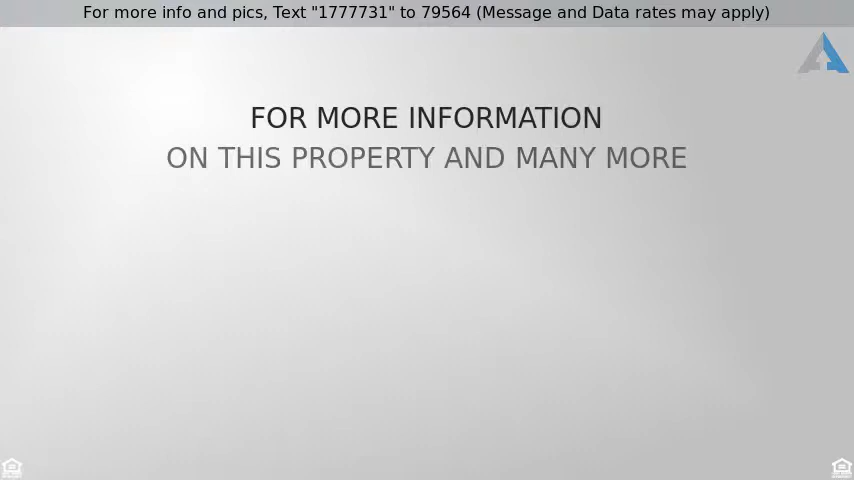 For more info and pics, Text "1777731" to 79564 (Message and Data rates may apply)
FOR MORE INFORMATION
ON THIS PROPERTY AND MANY MORE